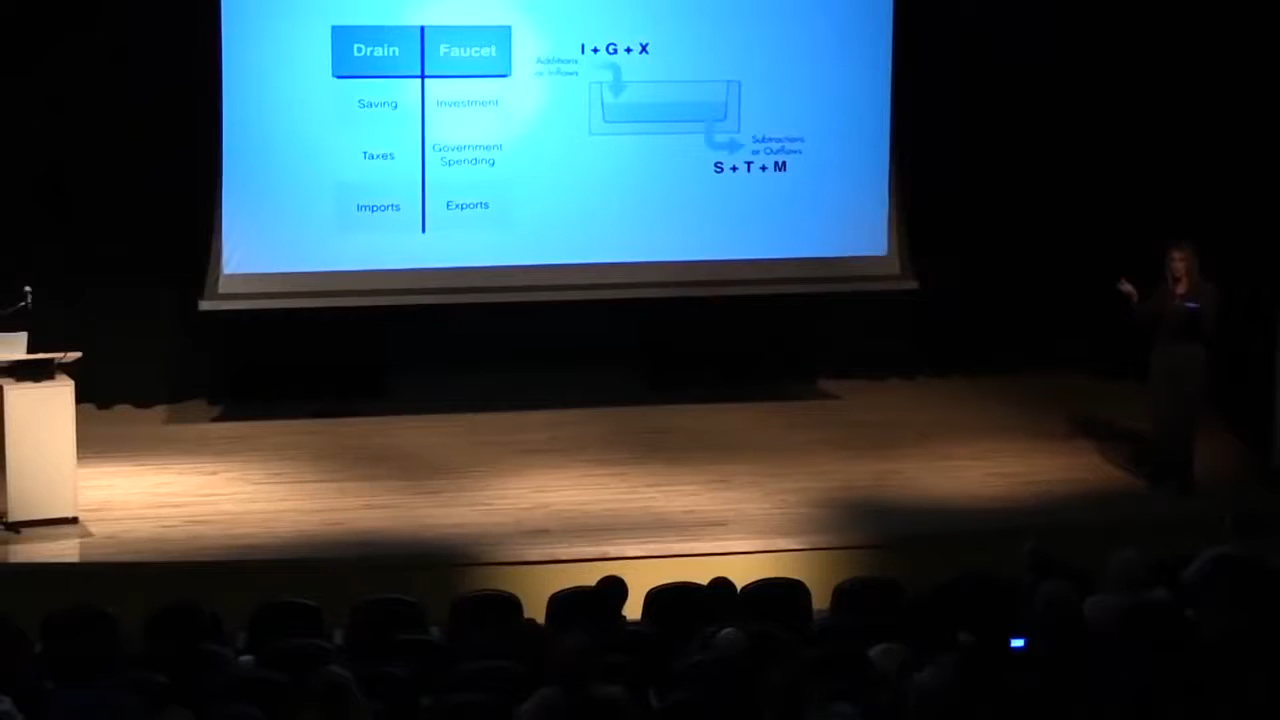 Drain Faucet
Saving Investment
Taxes Government
Spending
Imports Exports
I + G + X
Additions
or Inflows
Subtractions
or Outflows
S + T + M